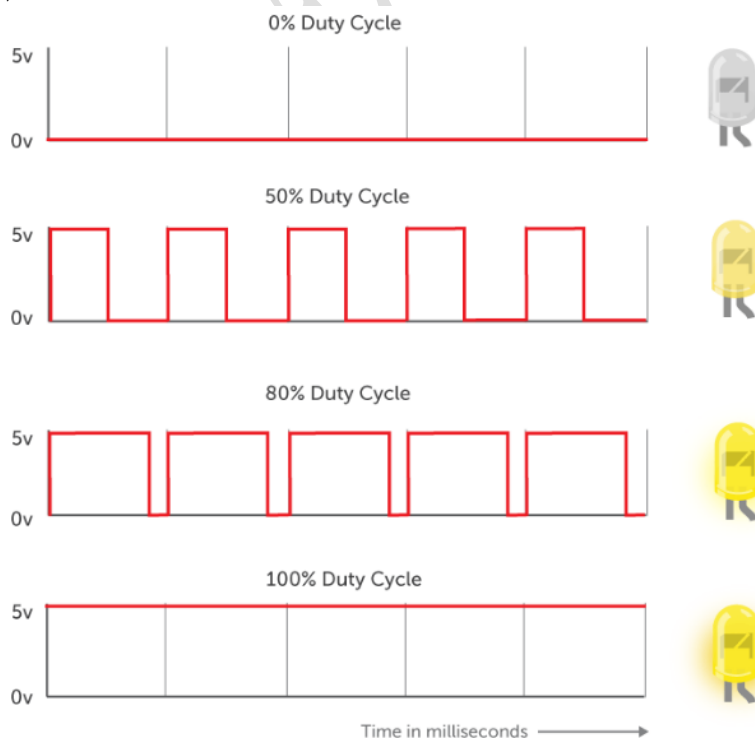 0% Duty Cycle
5v
0v
50% Duty Cycle
5v
0v
80% Duty Cycle
5v
0v
100% Duty Cycle
5v
0v
Time in milliseconds